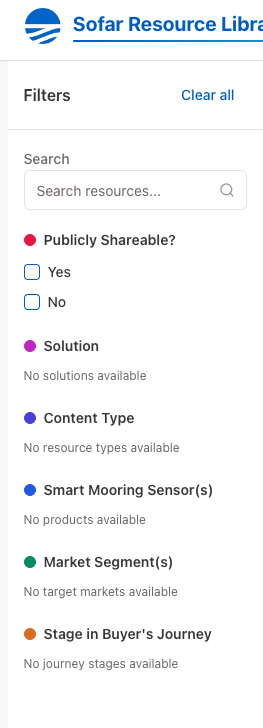 Sofar Resource Libra
Filters
Clear all
Search
Search resources...
Publicly Shareable?
Yes
No
Solution
No solutions available
Content Type
No resource types available
Smart Mooring Sensor(s)
No products available
Market Segment(s)
No target markets available
Stage in Buyer's Journey
No journey stages available